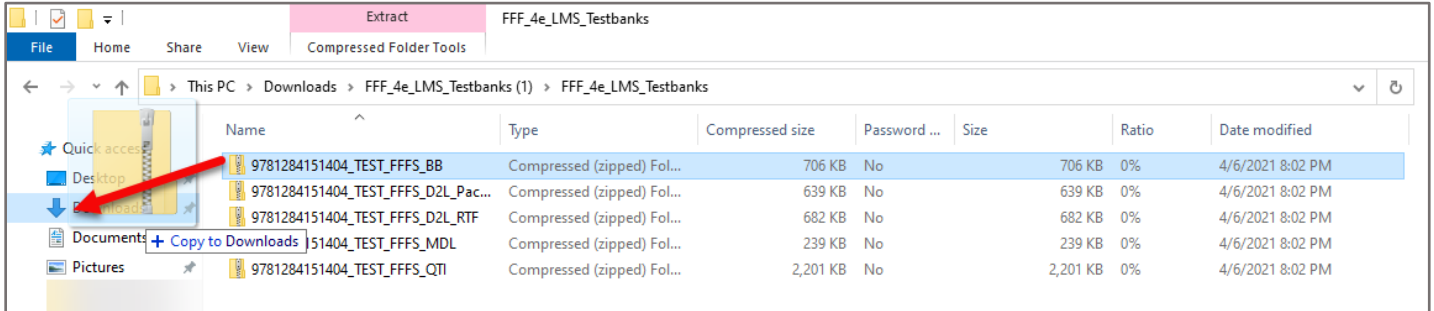 Extract FFF_4e_LMS_Testbanks
File Home Share View Compressed Folder Tools
This PC > Downloads > FFF_4e_LMS_Testbanks (1) > FFF_4e_LMS_Testbanks
Name Type Compressed size Password ... Size Ratio Date modified
Quick access
9781284151404_TEST_FFFS_BB Compressed (zipped) Fol... 706 KB No 706 KB 0% 4/6/2021 8:02 PM
Desktop
9781284151404_TEST_FFFS_D2L_Pac... Compressed (zipped) Fol... 639 KB No 639 KB 0% 4/6/2021 8:02 PM
Downloads
9781284151404_TEST_FFFS_D2L_RTF Compressed (zipped) Fol... 682 KB No 682 KB 0% 4/6/2021 8:02 PM
Documents + Copy to Downloads 151404_TEST_FFFS_MDL Compressed (zipped) Fol... 239 KB No 239 KB 0% 4/6/2021 8:02 PM
Pictures 9781284151404_TEST_FFFS_QTI Compressed (zipped) Fol... 2,201 KB No 2,201 KB 0% 4/6/2021 8:02 PM